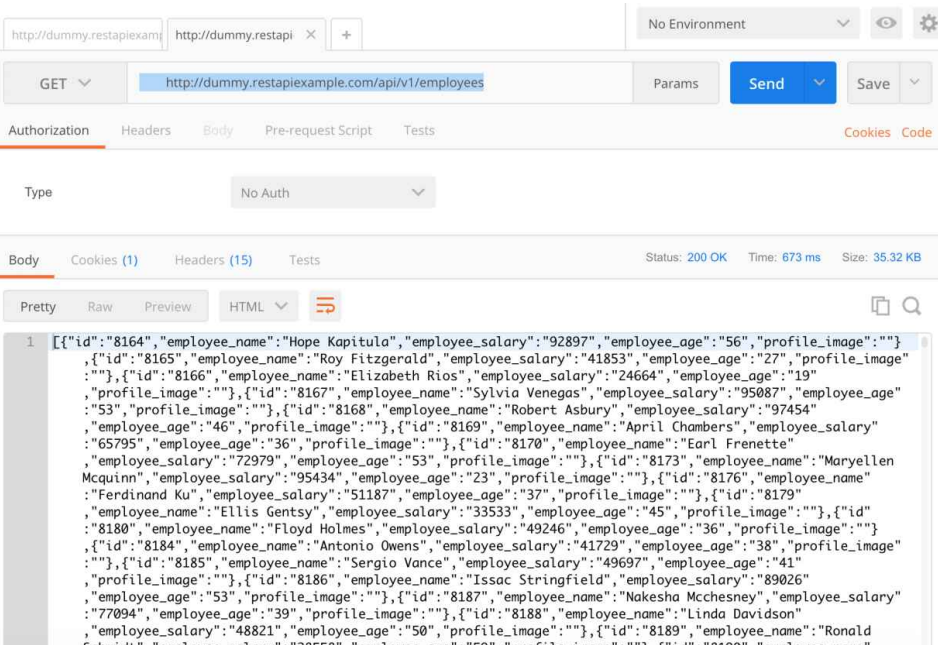 http://dummy.restapiexamp
http://dummy.restapi
+
No Environment
GET
http://dummy.restapiexample.com/api/v1/employees
Params
Send
Save
Authorization
Headers
Body
Pre-request Script
Tests
Cookies
Code
Type
No Auth
Body
Cookies (1)
Headers (15)
Tests
Status: 200 OK
Time: 673 ms
Size: 35.32 KB
Pretty
Raw
Preview
HTML
1 [{"id":"8164","employee_name":"Hope Kapitula","employee_salary":"92897","employee_age":"56","profile_image":""}
,{"id":"8165","employee_name":"Roy Fitzgerald","employee_salary":"41853","employee_age":"27","profile_image"
:""},{"id":"8166","employee_name":"Elizabeth Rios","employee_salary":"24664","employee_age":"19"
,"profile_image":""},{"id":"8167","employee_name":"Sylvia Venegas","employee_salary":"95087","employee_age"
:"53","profile_image":""},{"id":"8168","employee_name":"Robert Asbury","employee_salary":"97454"
,"employee_age":"46","profile_image":""},{"id":"8169","employee_name":"April Chambers","employee_salary"
:"65795","employee_age":"36","profile_image":""},{"id":"8170","employee_name":"Earl Frenette"
,"employee_salary":"72979","employee_age":"53","profile_image":""},{"id":"8173","employee_name":"Maryellen
Mcquinn","employee_salary":"95434","employee_age":"23","profile_image":""},{"id":"8176","employee_name"
:"Ferdinand Ku","employee_salary":"51187","employee_age":"37","profile_image":""},{"id":"8179"
,"employee_name":"Ellis Gentsy","employee_salary":"33533","employee_age":"45","profile_image":""},{"id"
:"8180","employee_name":"Floyd Holmes","employee_salary":"49246","employee_age":"36","profile_image":""}
,{"id":"8184","employee_name":"Antonio Owens","employee_salary":"41729","employee_age":"38","profile_image"
:""},{"id":"8185","employee_name":"Sergio Vance","employee_salary":"49697","employee_age":"41"
,"profile_image":""},{"id":"8186","employee_name":"Issac Stringfield","employee_salary":"89026"
,"employee_age":"53","profile_image":""},{"id":"8187","employee_name":"Nakesha Mcchesney","employee_salary"
:"77094","employee_age":"39","profile_image":""},{"id":"8188","employee_name":"Linda Davidson"
,"employee_salary":"48821","employee_age":"50","profile_image":""},{"id":"8189","employee_name":"Ronald